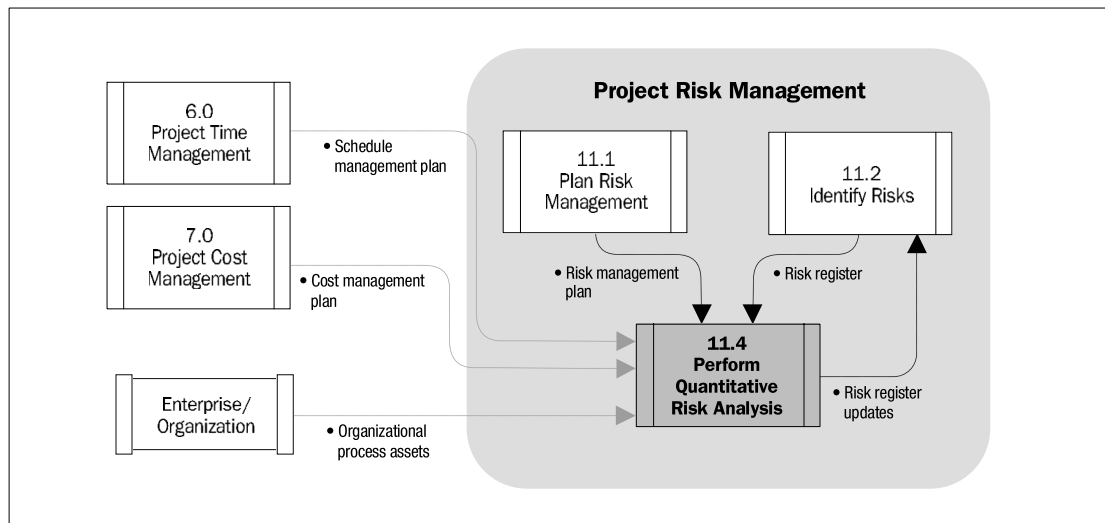 Project Risk Management
6.0
Project Time
Management
• Schedule
management plan
11.1
Plan Risk
Management
11.2
Identify Risks
7.0
Project Cost
Management
• Cost management
plan
• Risk management
plan
• Risk register
11.4
Perform
Quantitative
Risk Analysis
• Risk register
updates
Enterprise/
Organization
• Organizational
process assets